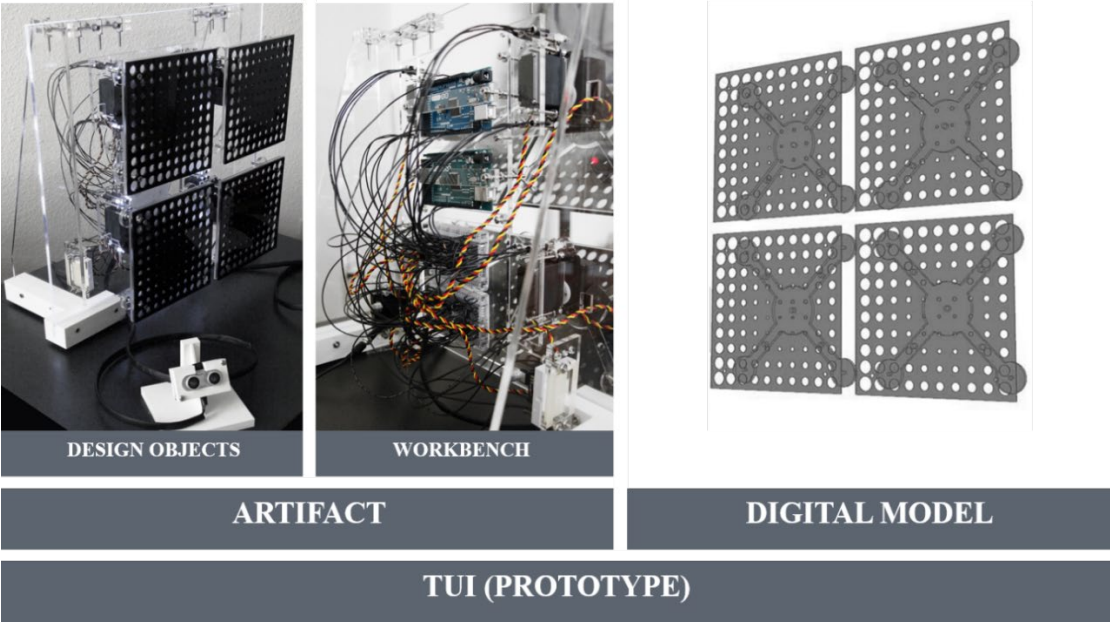 DESIGN OBJECTS
WORKBENCH
ARTIFACT
DIGITAL MODEL
TUI (PROTOTYPE)